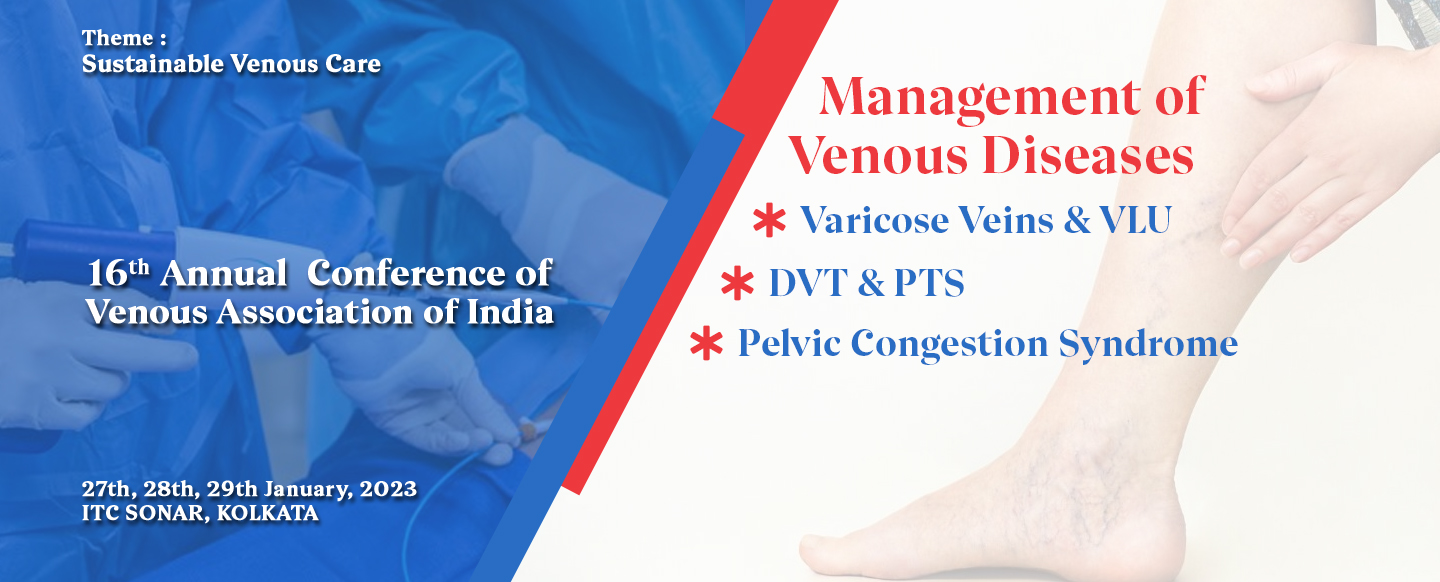 Theme :
Sustainable Venous Care
16th Annual Conference of
Venous Association of India
27th, 28th, 29th January, 2023
ITC SONAR, KOLKATA
Management of
Venous Diseases
* Varicose Veins & VLU
* DVT & PTS
* Pelvic Congestion Syndrome